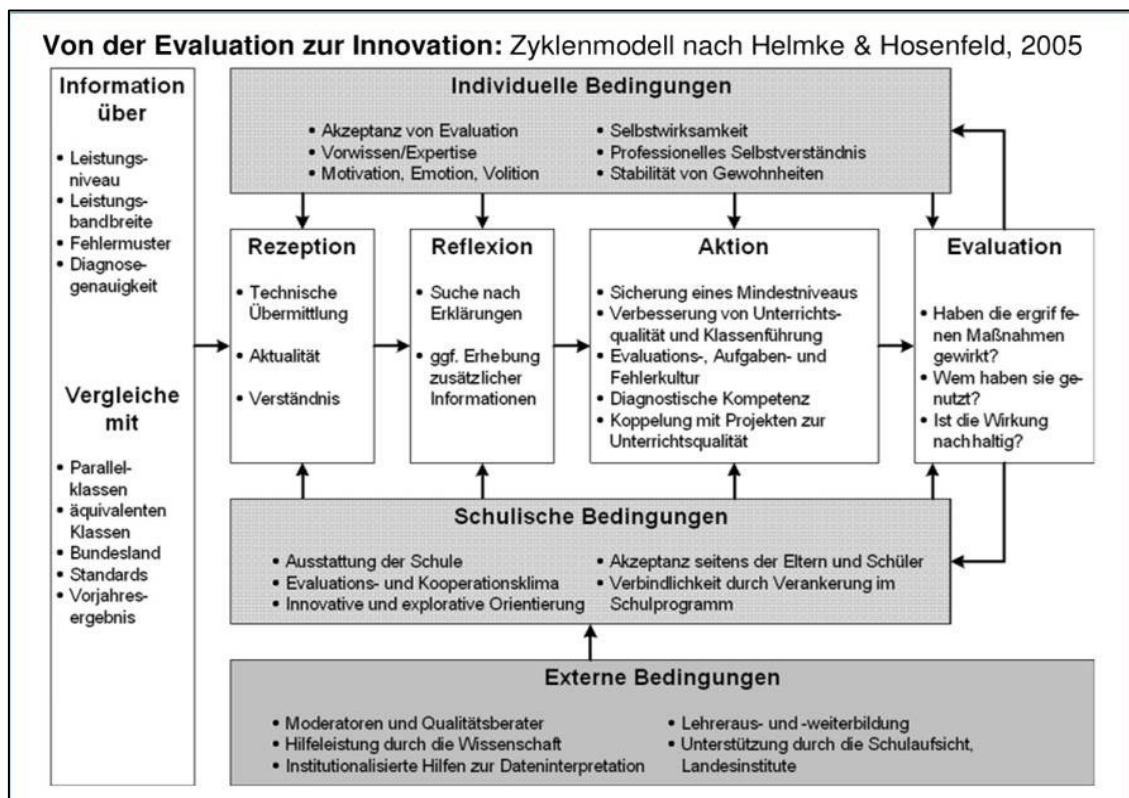 Von der Evaluation zur Innovation: Zyklenmodell nach Helmke & Hosenfeld, 2005
Information
über
• Leistungs-
niveau
• Leistungs-
bandbreite
• Fehlermuster
• Diagnose-
genauigkeit
Vergleiche
mit
• Parallel-
klassen
• äquivalenten
Klassen
• Bundesland
• Standards
• Vorjahres-
ergebnis
Individuelle Bedingungen
• Akzeptanz von Evaluation
• Vorwissen/Expertise
• Motivation, Emotion, Volition
• Selbstwirksamkeit
• Professionelles Selbstverständnis
• Stabilität von Gewohnheiten
Rezeption
• Technische
Übermittlung
• Aktualität
• Verständnis
Reflexion
• Suche nach
Erklärungen
• ggf. Erhebung
zusätzlicher
Informationen
Aktion
• Sicherung eines Mindestniveaus
• Verbesserung von Unterrichts-
qualität und Klassenführung
• Evaluations-, Aufgaben- und
Fehlerkultur
• Diagnostische Kompetenz
• Koppelung mit Projekten zur
Unterrichtsqualität
Evaluation
• Haben die ergrif fe-
nen Maßnahmen
gewirkt?
• Wem haben sie ge-
nutzt?
• Ist die Wirkung
nachhaltig?
Schulische Bedingungen
• Ausstattung der Schule
• Evaluations- und Kooperationsklima
• Innovative und explorative Orientierung
• Akzeptanz seitens der Eltern und Schüler
• Verbindlichkeit durch Verankerung im
Schulprogramm
Externe Bedingungen
• Moderatoren und Qualitätsberater
• Hilfeleistung durch die Wissenschaft
• Institutionalisierte Hilfen zur Dateninterpretation
• Lehreraus- und -weiterbildung
• Unterstützung durch die Schulaufsicht,
Landesinstitute